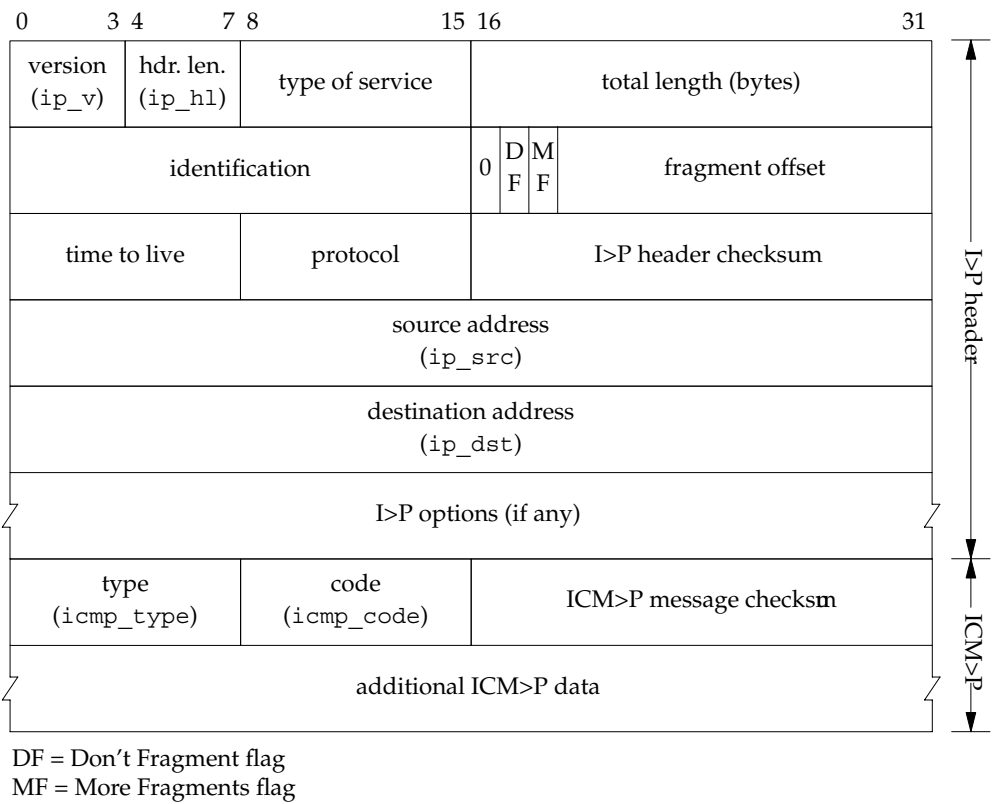 0 3 4 7 8 15 16 31
version hdr. len. type of service total length (bytes)
(ip_v) (ip_hl)
identification 0 D M fragment offset
F F
time to live protocol I>P header checksum
source address
(ip_src)
destination address
(ip_dst)
I>P options (if any)
I>P header
type code ICM>P message checksm
(icmp_type) (icmp_code)
additional ICM>P data
ICM>P
DF = Don't Fragment flag
MF = More Fragments flag